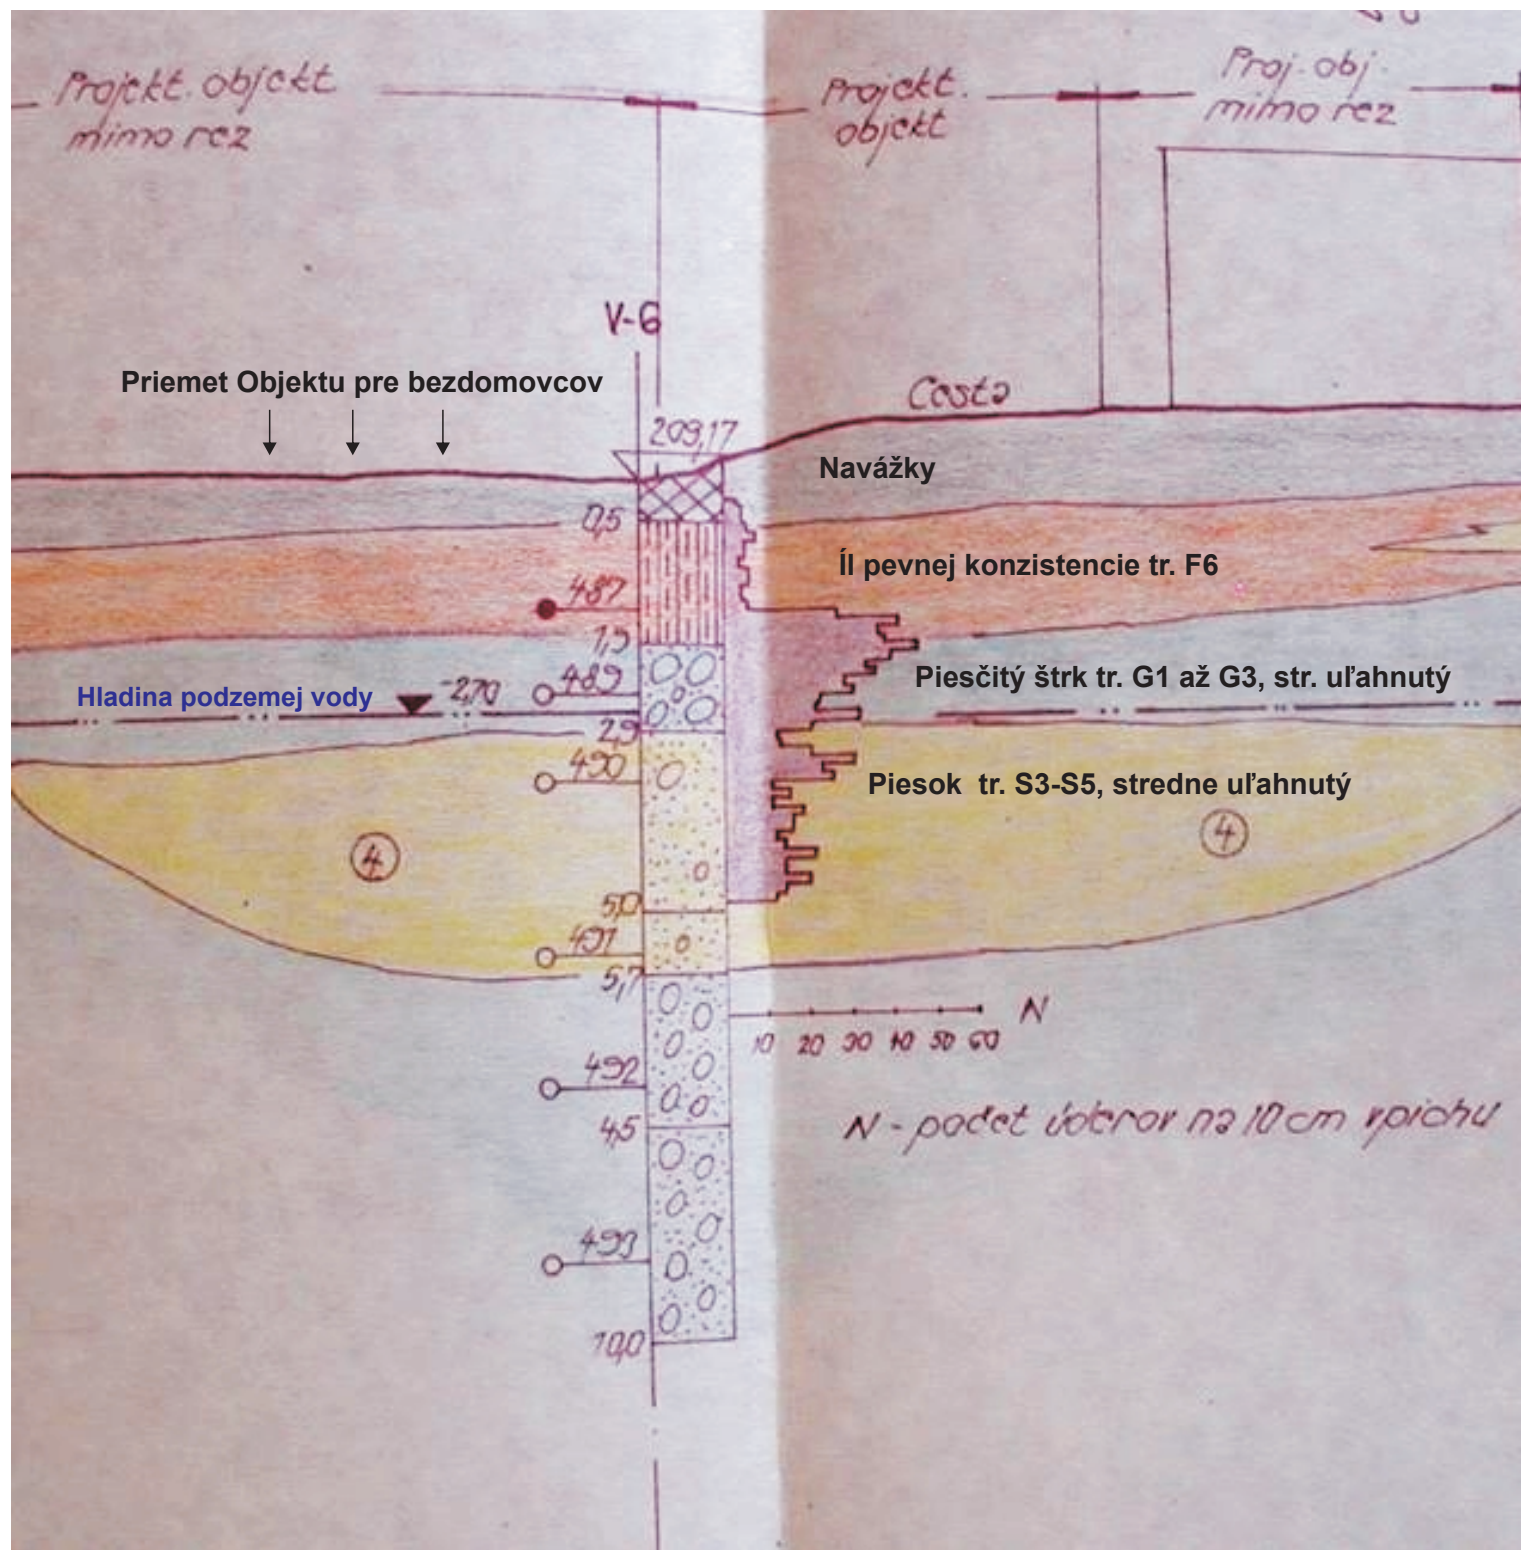 Projekt. objekt
mimo rez
Projekt.
objekt
Proj. obj.
mimo rez
V-6
Priemet Objektu pre bezdomovcov
Cesta
209,17
Navážky
0,5
Íl pevnej konzistencie tr. F6
487
1,9
489
Piesčitý štrk tr. G1 až G3, str. uľahnutý
Hladina podzemej vody
-2,70
2,9
490
Piesok tr. S3-S5, stredne uľahnutý
4
4
5,0
491
5,7
N
10 20 30 40 50 60
492
4,5
N - počet úderov na 10 cm vpichu
493
10,0